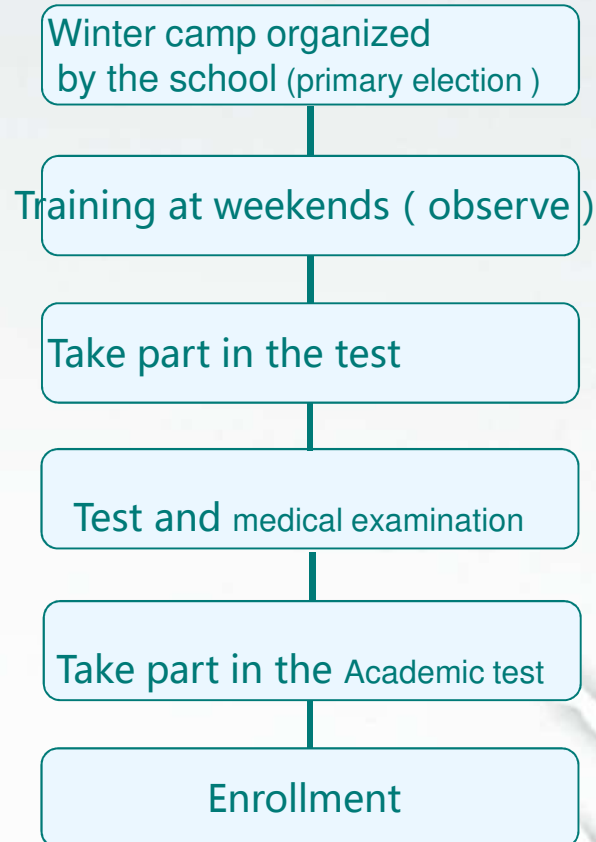 Winter camp organized
by the school (primary election )
Training at weekends ( observe )
Take part in the test
Test and medical examination
Take part in the Academic test
Enrollment